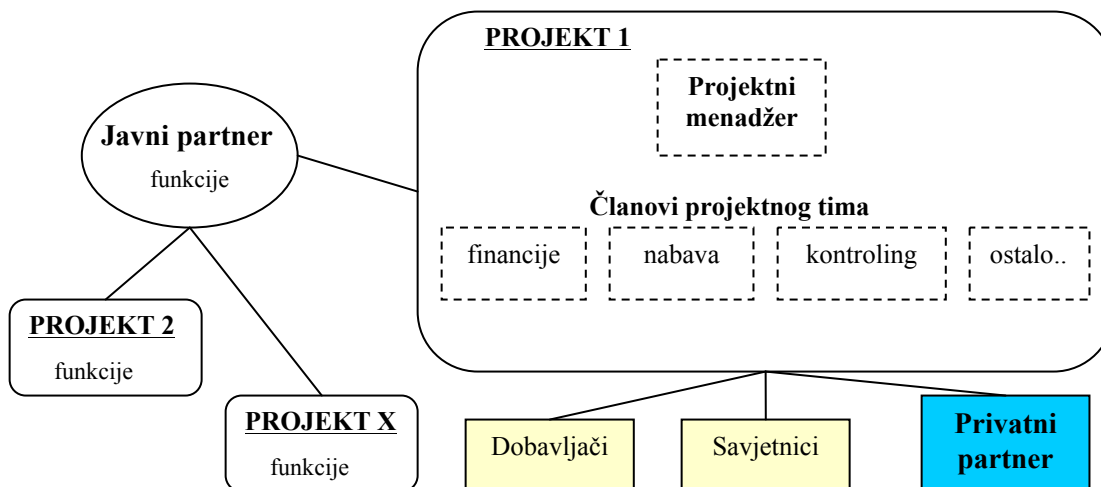 PROJEKT 1
Projektni
menadžer
Javni partner
funkcije
Članovi projektnog tima
financije
nabava
kontroling
ostalo..
PROJEKT 2
funkcije
PROJEKT X
funkcije
Dobavljači
Savjetnici
Privatni
partner